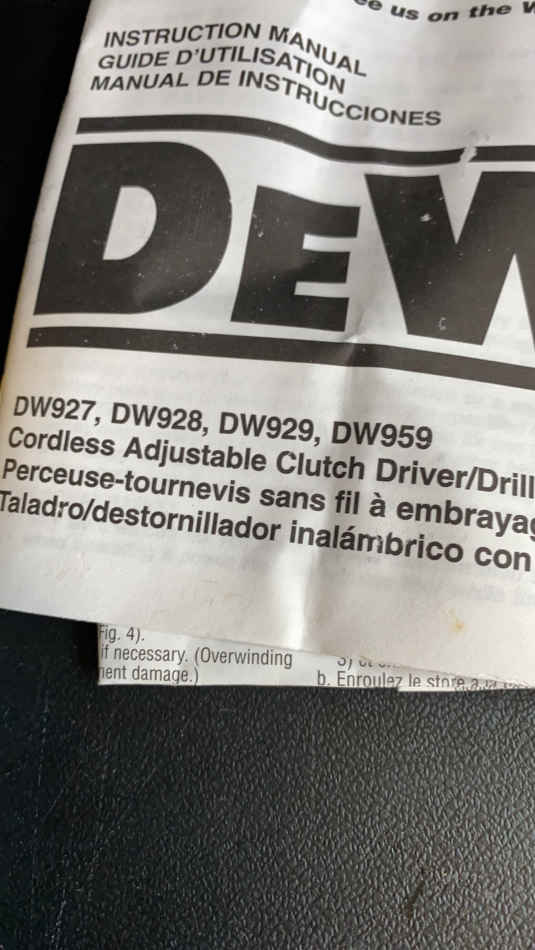 us on the
INSTRUCTION MANUAL
GUIDE D'UTILISATION
MANUAL DE INSTRUCCIONES
DEW
DW927, DW928, DW929, DW959
Cordless Adjustable Clutch Driver/Drill
Perceuse-tournevis sans fil à embrayag
Taladro/destornillador inalámbrico con
Fig. 4).
if necessary. (Overwinding
nent damage.)
b. Enroulez le store à la